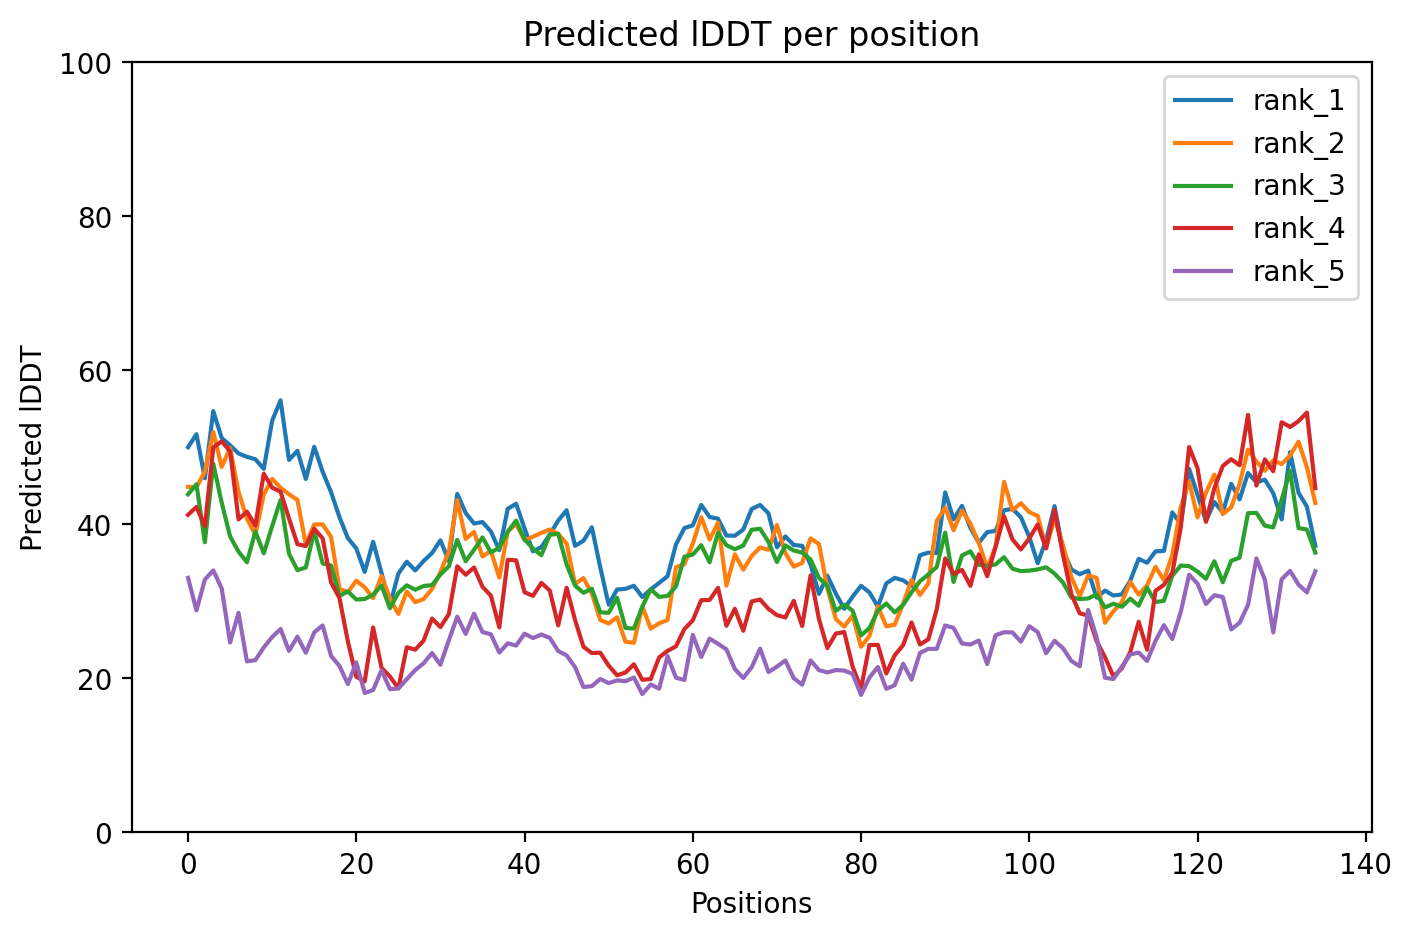 Predicted lDDT per position
100
80
60
40
20
0
Predicted lDDT
rank_1
rank_2
rank_3
rank_4
rank_5
0 20 40 60 80 100 120 140
Positions